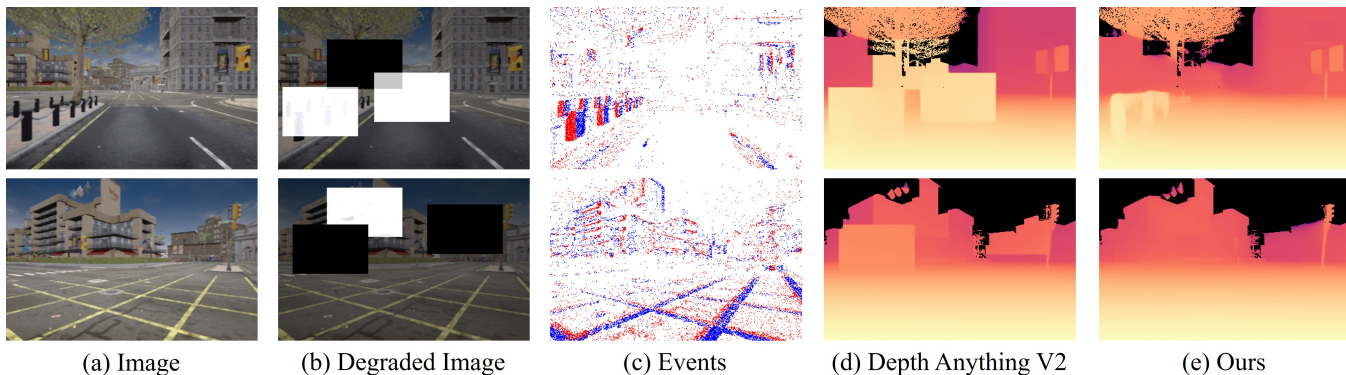 (a) Image
(b) Degraded Image
(c) Events
(d) Depth Anything V2
(e) Ours